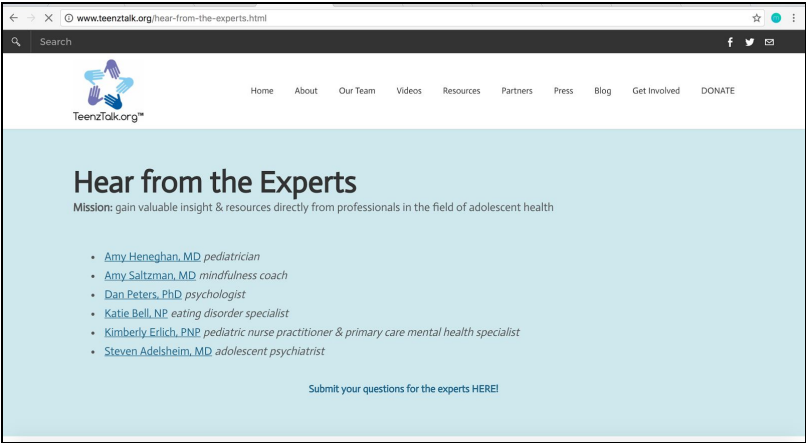 www.teenztalk.org/hear-from-the-experts.html
Search
TeenzTalk.org™
Home About Our Team Videos Resources Partners Press Blog Get Involved DONATE
Hear from the Experts
Mission: gain valuable insight & resources directly from professionals in the field of adolescent health
• Amy Heneghan, MD pediatrician
• Amy Saltzman, MD mindfulness coach
• Dan Peters, PhD psychologist
• Katie Bell, NP eating disorder specialist
• Kimberly Erlich, PNP pediatric nurse practitioner & primary care mental health specialist
• Steven Adelsheim, MD adolescent psychiatrist
Submit your questions for the experts HERE!